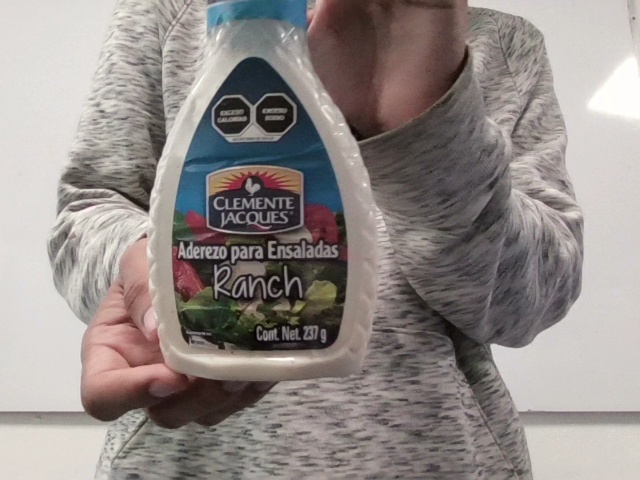 EXCESO EXCESO
CALORÍAS SODIO
CLEMENTE
JACQUES
Aderezo para Ensaladas
Ranch
Cont. Net. 237 g